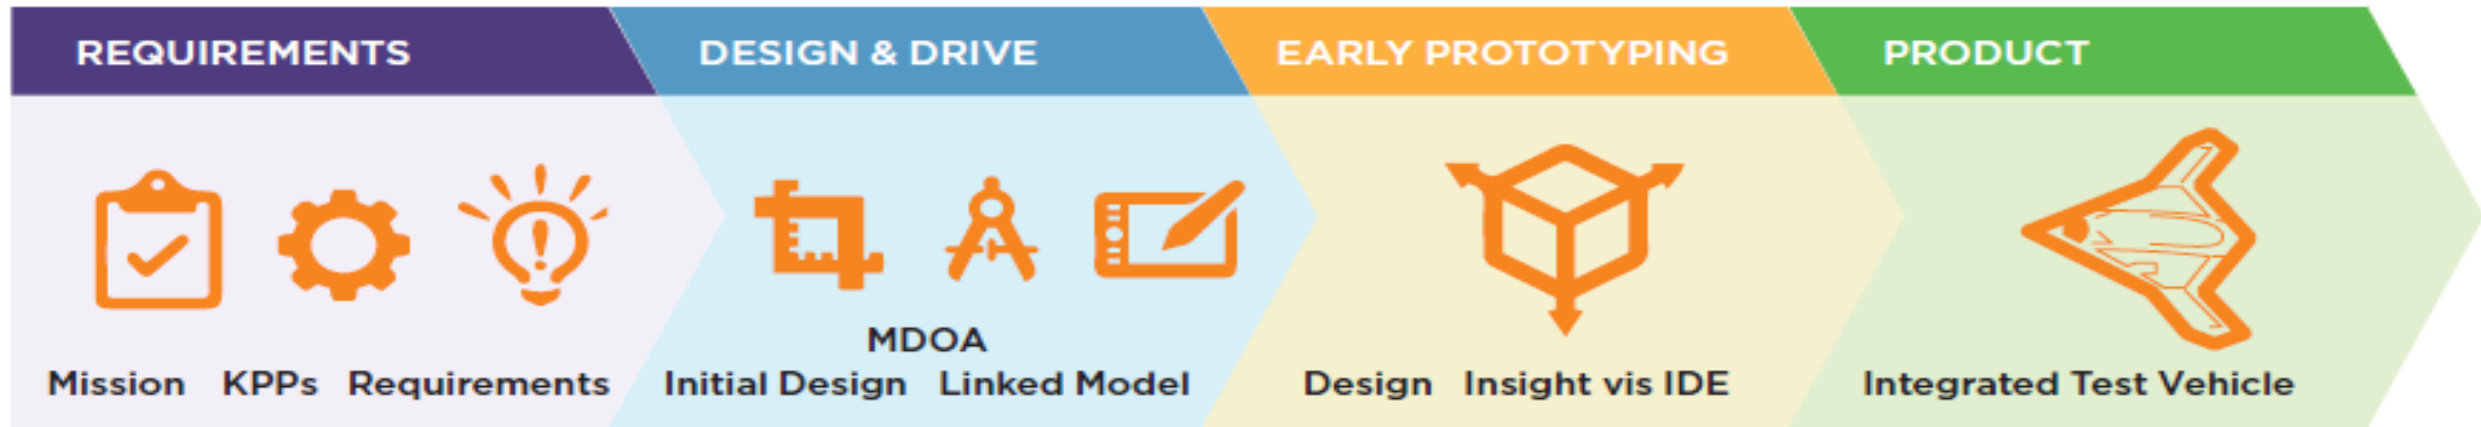 REQUIREMENTS
DESIGN & DRIVE
EARLY PROTOTYPING
PRODUCT
Mission KPPs Requirements
MDOA
Initial Design Linked Model
Design Insight vis IDE
Integrated Test Vehicle